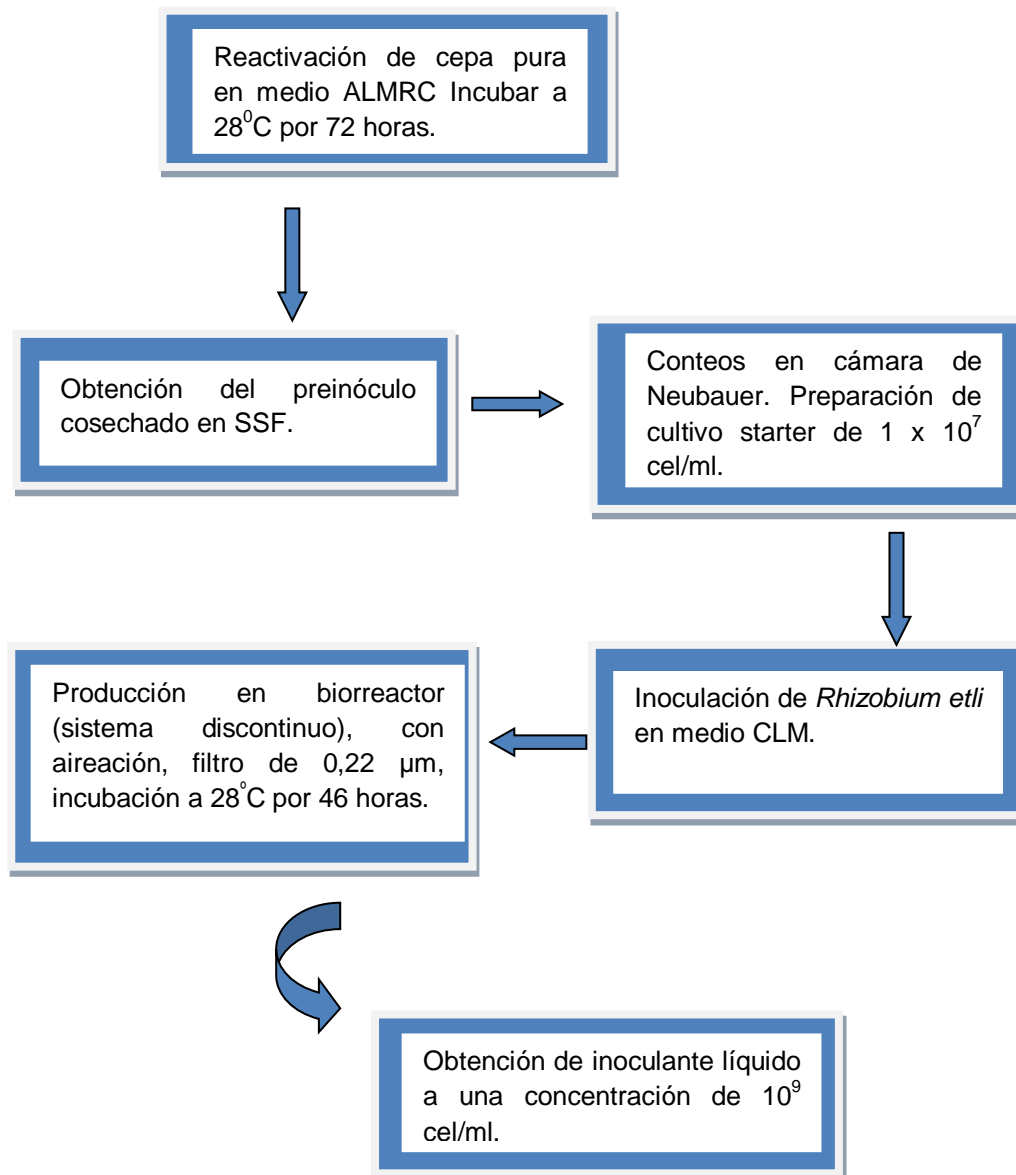 Reactivación de cepa pura
en medio ALMRC Incubar a
28⁰C por 72 horas.
Obtención del preinóculo
cosechado en SSF.
Conteos en cámara de
Neubauer. Preparación de
cultivo starter de 1 x 10⁷
cel/ml.
Inoculación de Rhizobium etli
en medio CLM.
Producción en biorreactor
(sistema discontinuo), con
aireación, filtro de 0,22 µm,
incubación a 28°C por 46 horas.
Obtención de inoculante líquido
a una concentración de 10⁹
cel/ml.